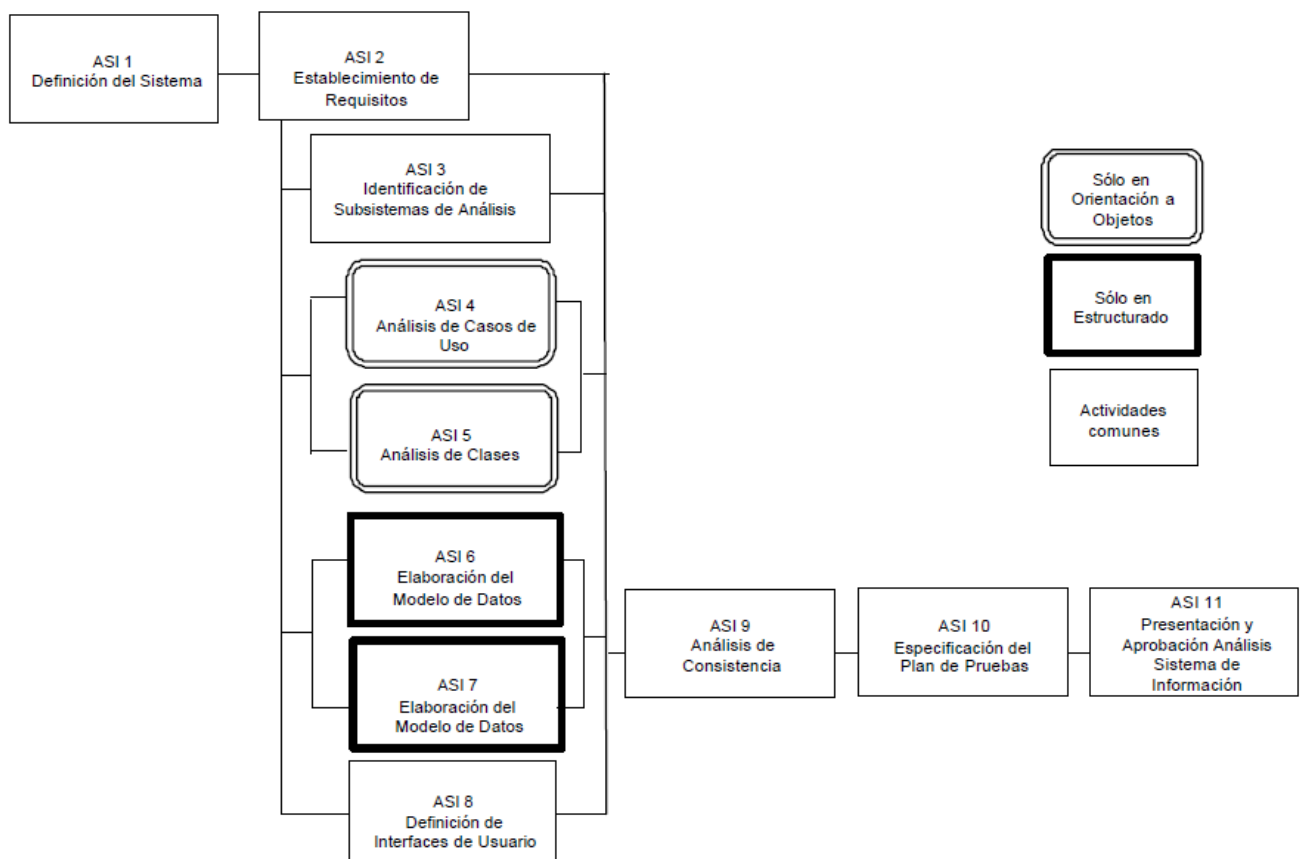 ASI 1
Definición del Sistema
ASI 2
Establecimiento de
Requisitos
ASI 3
Identificación de
Subsistemas de Análisis
ASI 4
Análisis de Casos de
Uso
ASI 5
Análisis de Clases
ASI 6
Elaboración del
Modelo de Datos
ASI 7
Elaboración del
Modelo de Datos
ASI 8
Definición de
Interfaces de Usuario
ASI 9
Análisis de
Consistencia
ASI 10
Especificación del
Plan de Pruebas
ASI 11
Presentación y
Aprobación Análisis
Sistema de
Información
Sólo en
Orientación a
Objetos
Sólo en
Estructurado
Actividades
comunes